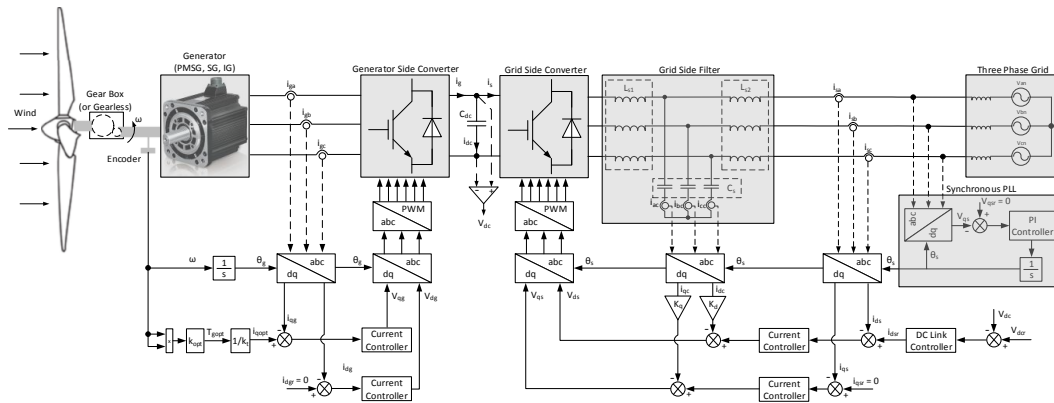 Generator
(PMSG, SG, IG)
Generator Side Converter
Grid Side Converter
Grid Side Filter
Three Phase Grid
Gear Box
(or Gearless)
Wind
ω
Encoder
i_ga
i_gb
i_gc
i_g
i_s
C_dc
i_dc
- +
V_dc
L_s1
L_s2
C_s
i_ac
i_bc
i_cc
i_sa
i_sb
i_sc
V_an
V_bn
V_cn
Synchronous PLL
abc
dq
V_qs
V_qsr = 0
+
-
PI
Controller
θ_s
1/s
PWM
abc
PWM
abc
ω
1/s
θ_g
dq abc
θ_g
dq abc
dq abc
θ_s
dq abc
θ_s
dq abc
θ_s
V_qg
V_dg
V_qs
V_ds
i_qc
i_dc
K_q
K_d
i_qg
i_ds
x
k_opt
T_gopt
1/k_t
i_qopt
+
-
Current
Controller
-
+
Current
Controller
i_dsr
+
-
DC Link
Controller
V_dc
-
+
V_dcr
i_dg
i_dgr = 0
+
-
Current
Controller
-
+
Current
Controller
i_qs
-
+
i_qsr = 0